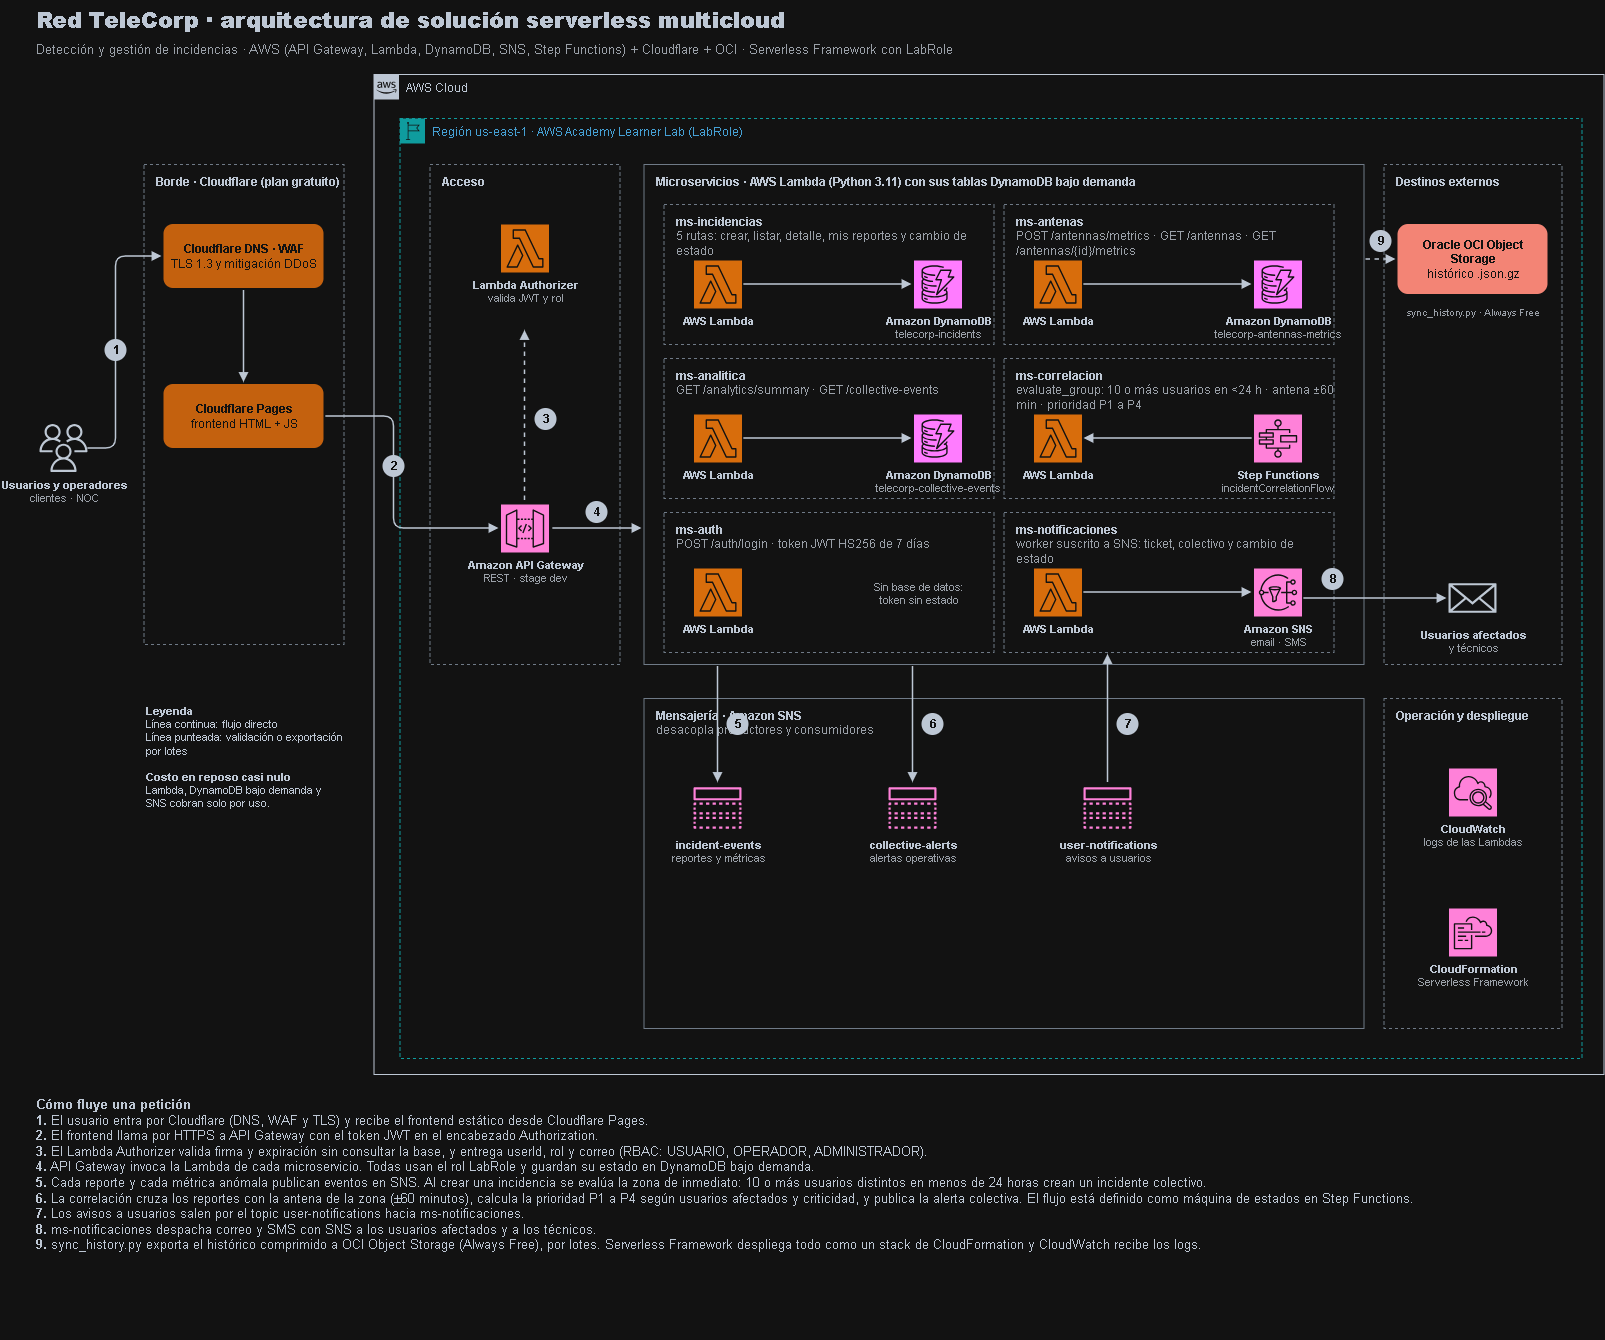 Red TeleCorp · arquitectura de solución serverless multicloud
Detección y gestión de incidencias · AWS (API Gateway, Lambda, DynamoDB, SNS, Step Functions) + Cloudflare + OCI · Serverless Framework con LabRole
aws
AWS Cloud
Región us-east-1 · AWS Academy Learner Lab (LabRole)
Borde · Cloudflare (plan gratuito)
Cloudflare DNS · WAF
TLS 1.3 y mitigación DDoS
1
Cloudflare Pages
frontend HTML + JS
Usuarios y operadores
clientes · NOC
2
Acceso
Lambda Authorizer
valida JWT y rol
3
Amazon API Gateway
REST · stage dev
4
Microservicios · AWS Lambda (Python 3.11) con sus tablas DynamoDB bajo demanda
ms-incidencias
5 rutas: crear, listar, detalle, mis reportes y cambio de
estado
AWS Lambda
Amazon DynamoDB
telecorp-incidents
ms-antenas
POST /antennas/metrics · GET /antennas · GET
/antennas/{id}/metrics
AWS Lambda
Amazon DynamoDB
telecorp-antennas-metrics
ms-analitica
GET /analytics/summary · GET /collective-events
AWS Lambda
Amazon DynamoDB
telecorp-collective-events
ms-correlacion
evaluate_group: 10 o más usuarios en <24 h · antena ±60
min · prioridad P1 a P4
AWS Lambda
Step Functions
incidentCorrelationFlow
ms-auth
POST /auth/login · token JWT HS256 de 7 días
AWS Lambda
Sin base de datos:
token sin estado
ms-notificaciones
worker suscrito a SNS: ticket, colectivo y cambio de
estado
AWS Lambda
Amazon SNS
email · SMS
8
Destinos externos
9
Oracle OCI Object
Storage
histórico .json.gz
sync_history.py · Always Free
Usuarios afectados
y técnicos
Leyenda
Línea continua: flujo directo
Línea punteada: validación o exportación
por lotes
Costo en reposo casi nulo
Lambda, DynamoDB bajo demanda y
SNS cobran solo por uso.
Mensajería · Amazon SNS
desacopla productores y consumidores
5
6
7
incident-events
reportes y métricas
collective-alerts
alertas operativas
user-notifications
avisos a usuarios
Operación y despliegue
CloudWatch
logs de las Lambdas
CloudFormation
Serverless Framework
Cómo fluye una petición
1. El usuario entra por Cloudflare (DNS, WAF y TLS) y recibe el frontend estático desde Cloudflare Pages.
2. El frontend llama por HTTPS a API Gateway con el token JWT en el encabezado Authorization.
3. El Lambda Authorizer valida firma y expiración sin consultar la base, y entrega userId, rol y correo (RBAC: USUARIO, OPERADOR, ADMINISTRADOR).
4. API Gateway invoca la Lambda de cada microservicio. Todas usan el rol LabRole y guardan su estado en DynamoDB bajo demanda.
5. Cada reporte y cada métrica anómala publican eventos en SNS. Al crear una incidencia se evalúa la zona de inmediato: 10 o más usuarios distintos en menos de 24 horas crean un incidente colectivo.
6. La correlación cruza los reportes con la antena de la zona (±60 minutos), calcula la prioridad P1 a P4 según usuarios afectados y criticidad, y publica la alerta colectiva. El flujo está definido como máquina de estados en Step Functions.
7. Los avisos a usuarios salen por el topic user-notifications hacia ms-notificaciones.
8. ms-notificaciones despacha correo y SMS con SNS a los usuarios afectados y a los técnicos.
9. sync_history.py exporta el histórico comprimido a OCI Object Storage (Always Free), por lotes. Serverless Framework despliega todo como un stack de CloudFormation y CloudWatch recibe los logs.